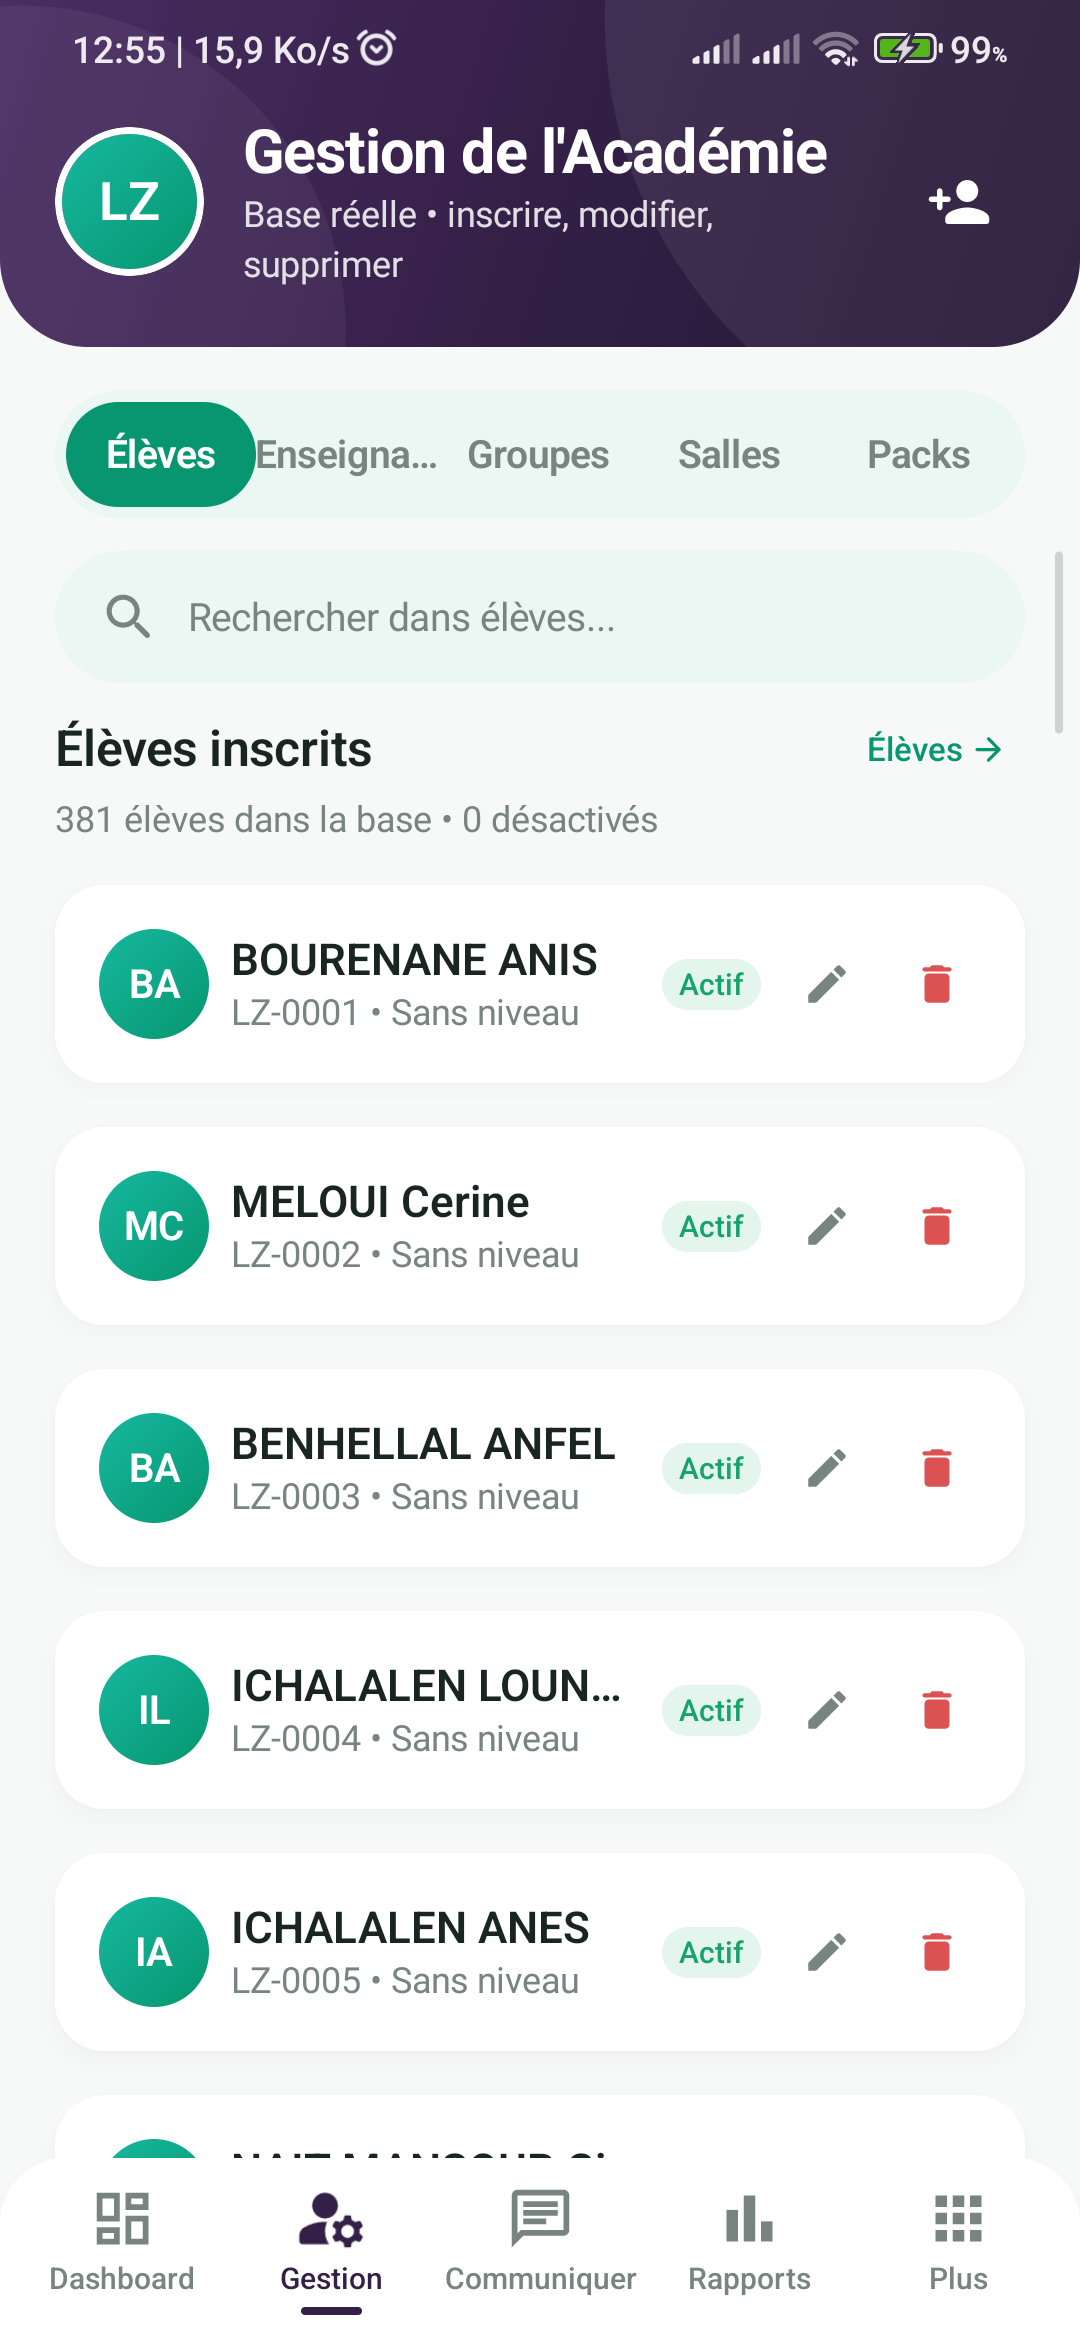 12:55 | 15,9 Ko/s
99%
LZ
Gestion de l'Académie
Base réelle • inscrire, modifier,
supprimer
Élèves
Enseigna...
Groupes
Salles
Packs
Rechercher dans élèves...
Élèves inscrits
Élèves →
381 élèves dans la base • 0 désactivés
BA
BOURENANE ANIS
LZ-0001 • Sans niveau
Actif
MC
MELOUI Cerine
LZ-0002 • Sans niveau
Actif
BA
BENHELLAL ANFEL
LZ-0003 • Sans niveau
Actif
IL
ICHALALEN LOUN...
LZ-0004 • Sans niveau
Actif
IA
ICHALALEN ANES
LZ-0005 • Sans niveau
Actif
Dashboard
Gestion
Communiquer
Rapports
Plus